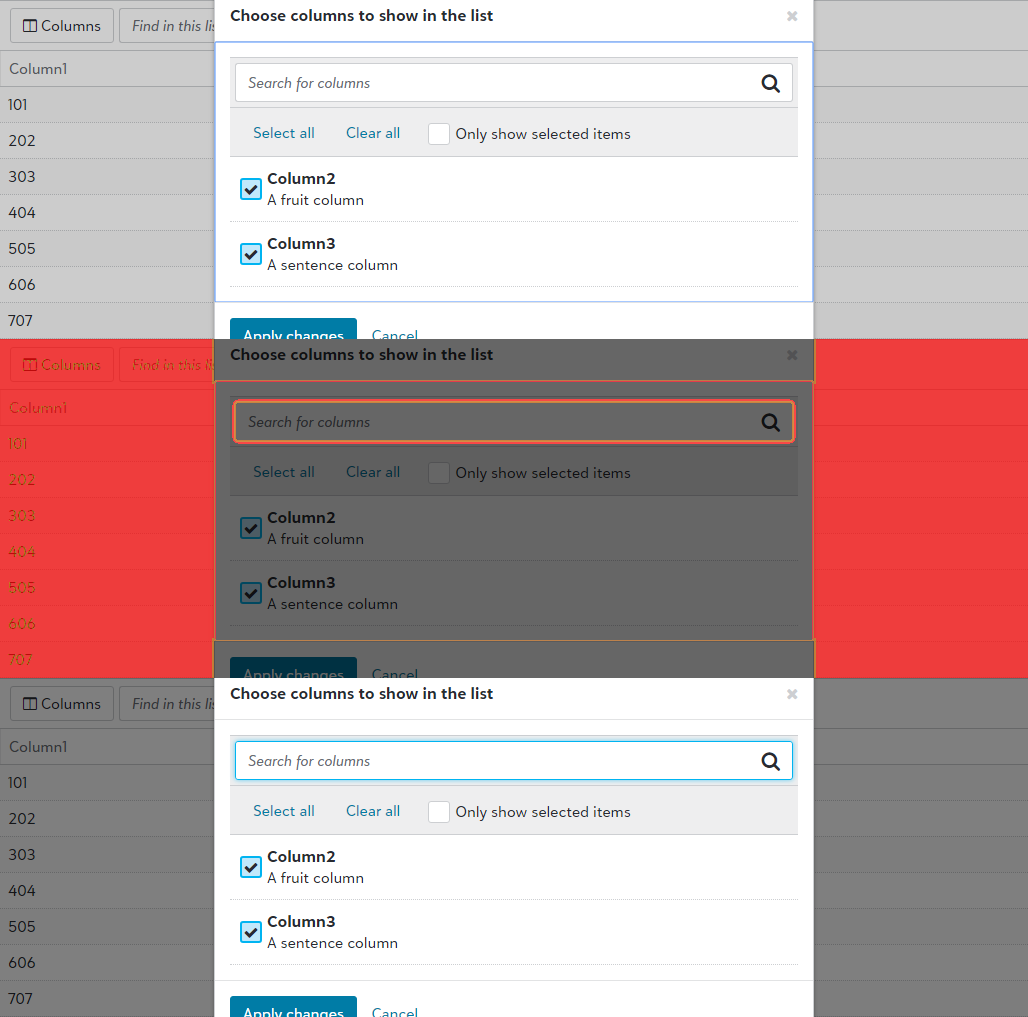 Choose columns to show in the list
Columns
Find in this lis
Column1
Search for columns
101
Select all Clear all Only show selected items
202
Column2
303
A fruit column
404
Column3
505
A sentence column
606
707
Apply changes Cancel
Choose columns to show in the list
Columns
Find in this lis
Column1
Search for columns
101
Select all Clear all Only show selected items
202
Column2
303
A fruit column
404
Column3
505
A sentence column
606
707
Apply changes Cancel
Choose columns to show in the list
Columns
Find in this lis
Column1
Search for columns
101
Select all Clear all Only show selected items
202
Column2
303
A fruit column
404
Column3
505
A sentence column
606
707
Apply changes Cancel